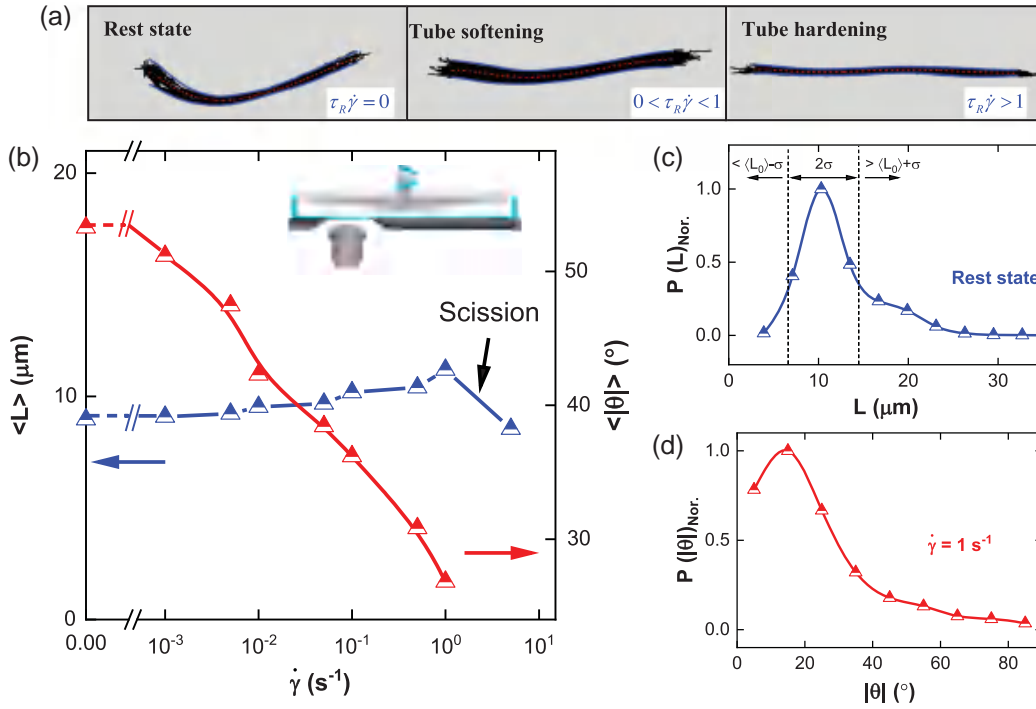 (a)
Rest state
Tube softening
Tube hardening
τ_R γ̇ = 0
0 < τ_R γ̇ < 1
τ_R γ̇ > 1
(b)
20
10
0
<L> (μm)
Scission
50
40
30
<|θ|> (°)
0.00 10⁻³ 10⁻² 10⁻¹ 10⁰ 10¹
γ̇ (s⁻¹)
(c)
< ⟨L₀⟩-σ 2σ > ⟨L₀⟩+σ
1.0
0.5
0.0
P (L)Nor.
Rest state
0 10 20 30
L (μm)
(d)
1.0
0.5
0.0
P (|θ|)Nor.
γ̇ = 1 s⁻¹
0 20 40 60 80
|θ| (°)